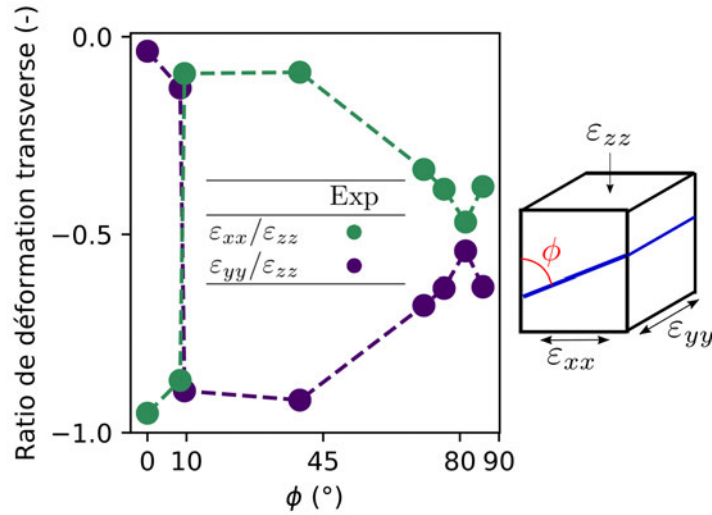 Ratio de déformation transverse (-)
0.0
−0.5
−1.0
Exp
εxx/εzz
εyy/εzz
0 10 45 80 90
ϕ (°)
εzz
ϕ
εxx
εyy